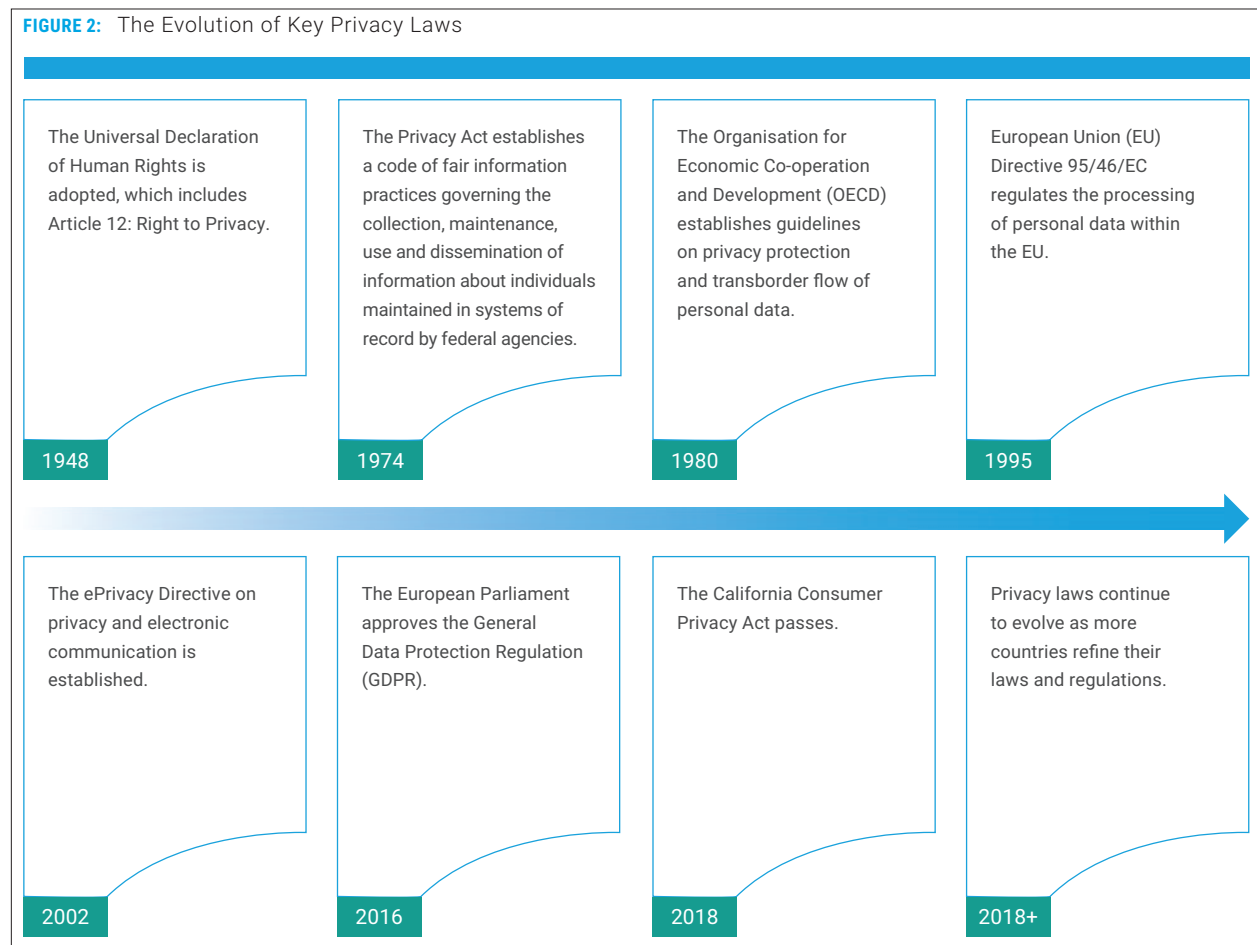 FIGURE 2: The Evolution of Key Privacy Laws
The Universal Declaration
of Human Rights is
adopted, which includes
Article 12: Right to Privacy.
1948
The Privacy Act establishes
a code of fair information
practices governing the
collection, maintenance,
use and dissemination of
information about individuals
maintained in systems of
record by federal agencies.
1974
The Organisation for
Economic Co-operation
and Development (OECD)
establishes guidelines
on privacy protection
and transborder flow of
personal data.
1980
European Union (EU)
Directive 95/46/EC
regulates the processing
of personal data within
the EU.
1995
The ePrivacy Directive on
privacy and electronic
communication is
established.
2002
The European Parliament
approves the General
Data Protection Regulation
(GDPR).
2016
The California Consumer
Privacy Act passes.
2018
Privacy laws continue
to evolve as more
countries refine their
laws and regulations.
2018+